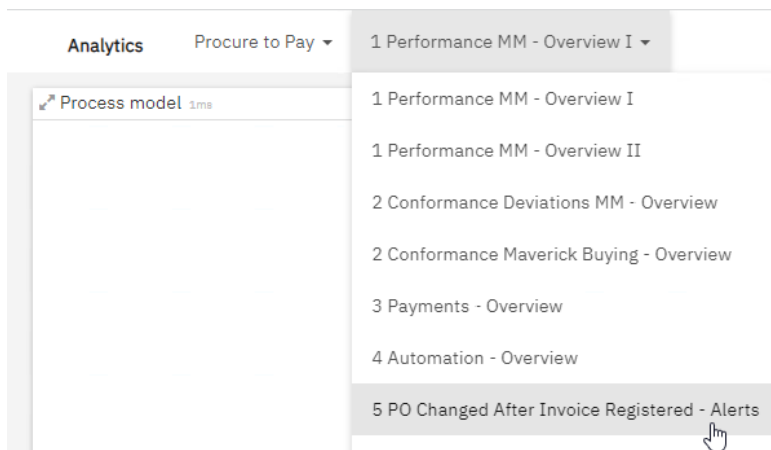 Analytics Procure to Pay 1 Performance MM - Overview I
Process model 1ms
1 Performance MM - Overview I
1 Performance MM - Overview II
2 Conformance Deviations MM - Overview
2 Conformance Maverick Buying - Overview
3 Payments - Overview
4 Automation - Overview
5 PO Changed After Invoice Registered - Alerts